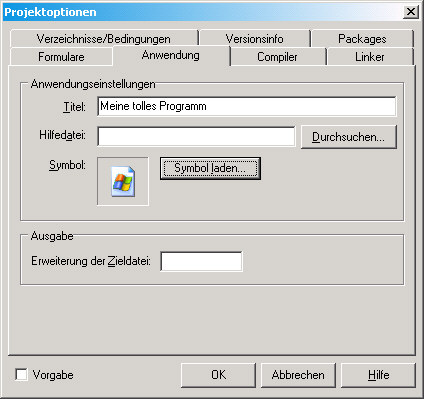 Projektoptionen
Verzeichnisse/Bedingungen Versionsinfo Packages
Formulare Anwendung Compiler Linker
Anwendungseinstellungen
Titel: Meine tolles Programm
Hilfedatei: Durchsuchen...
Symbol: Symbol laden...
Ausgabe
Erweiterung der Zieldatei:
Vorgabe OK Abbrechen Hilfe